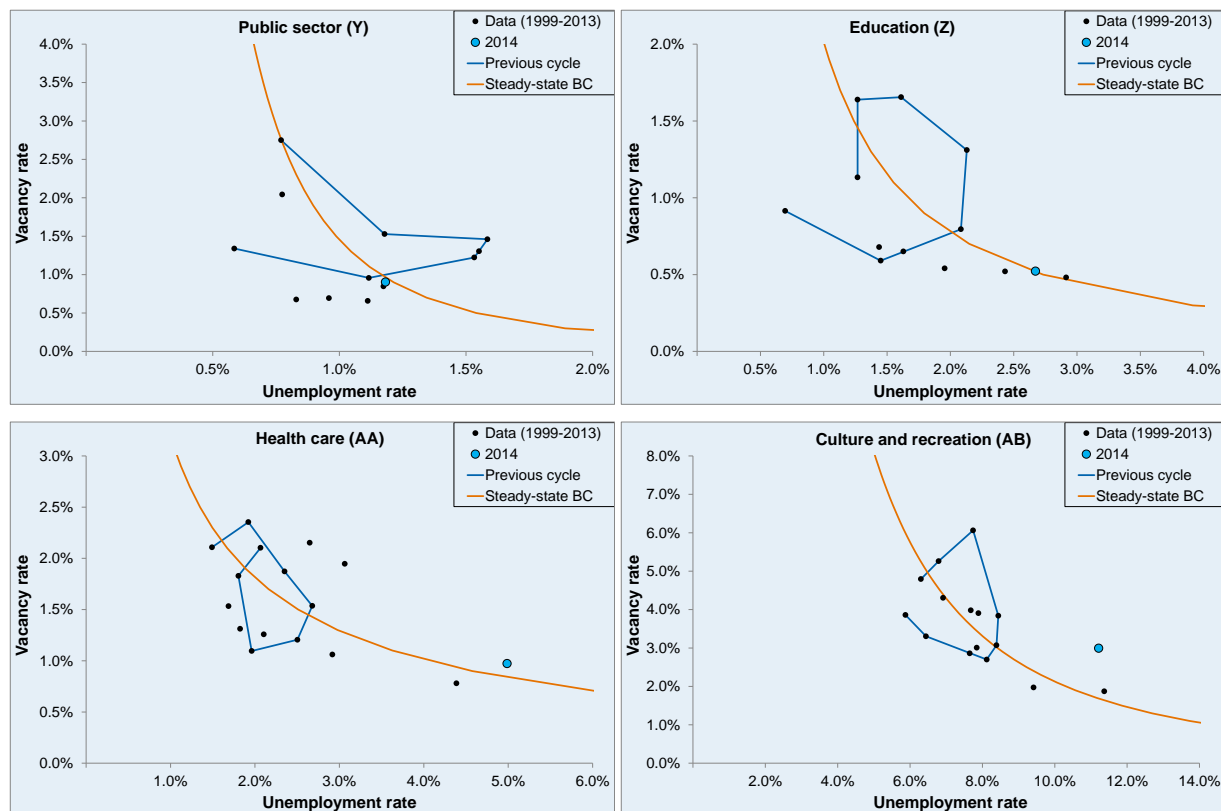 Public sector (Y)
Data (1999-2013)
2014
Previous cycle
Steady-state BC
Vacancy rate
4.0%
3.5%
3.0%
2.5%
2.0%
1.5%
1.0%
0.5%
0.0%
0.5% 1.0% 1.5% 2.0%
Unemployment rate
Education (Z)
Data (1999-2013)
2014
Previous cycle
Steady-state BC
Vacancy rate
2.0%
1.5%
1.0%
0.5%
0.0%
0.5% 1.0% 1.5% 2.0% 2.5% 3.0% 3.5% 4.0%
Unemployment rate
Health care (AA)
Data (1999-2013)
2014
Previous cycle
Steady-state BC
Vacancy rate
3.0%
2.5%
2.0%
1.5%
1.0%
0.5%
0.0%
1.0% 2.0% 3.0% 4.0% 5.0% 6.0%
Unemployment rate
Culture and recreation (AB)
Data (1999-2013)
2014
Previous cycle
Steady-state BC
Vacancy rate
8.0%
7.0%
6.0%
5.0%
4.0%
3.0%
2.0%
1.0%
0.0%
2.0% 4.0% 6.0% 8.0% 10.0% 12.0% 14.0%
Unemployment rate